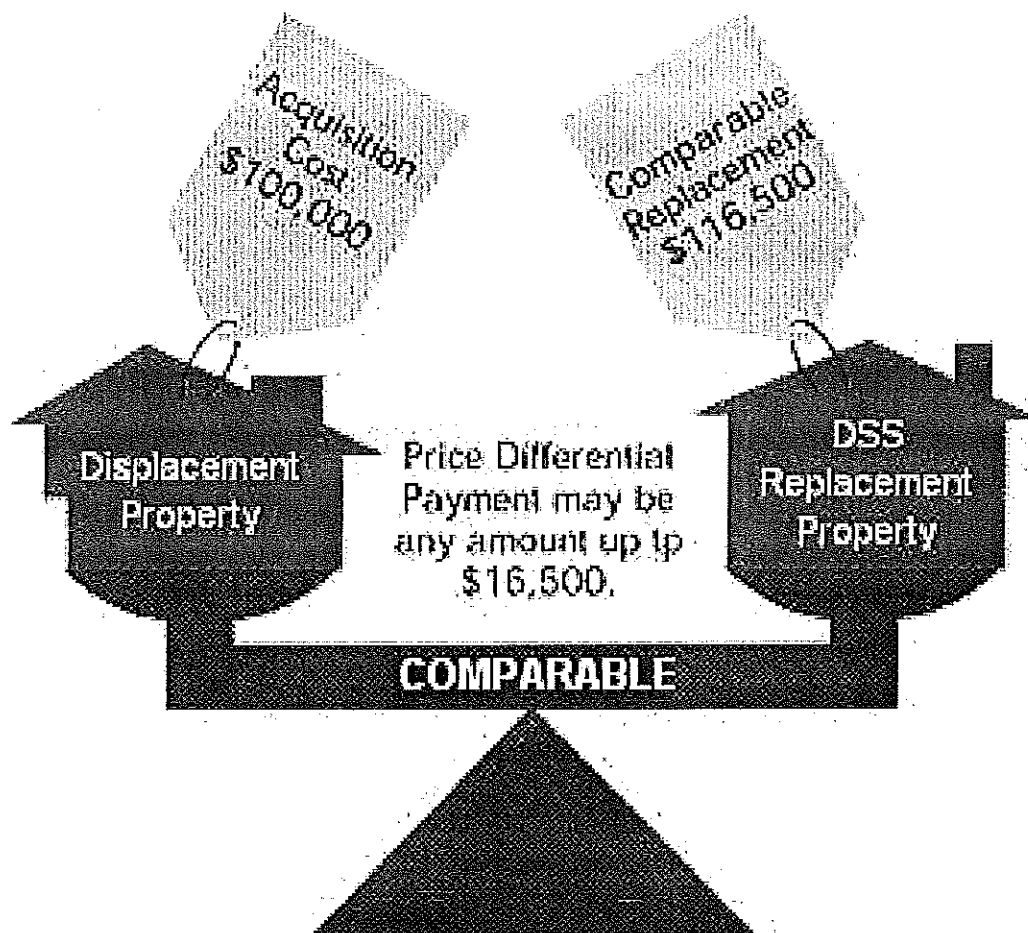 Acquisition
Cost
$100,000
Comparable
Replacement
$116,500
Displacement
Property
Price Differential
Payment may be
any amount up to
$16,500.
DSS
Replacement
Property
COMPARABLE